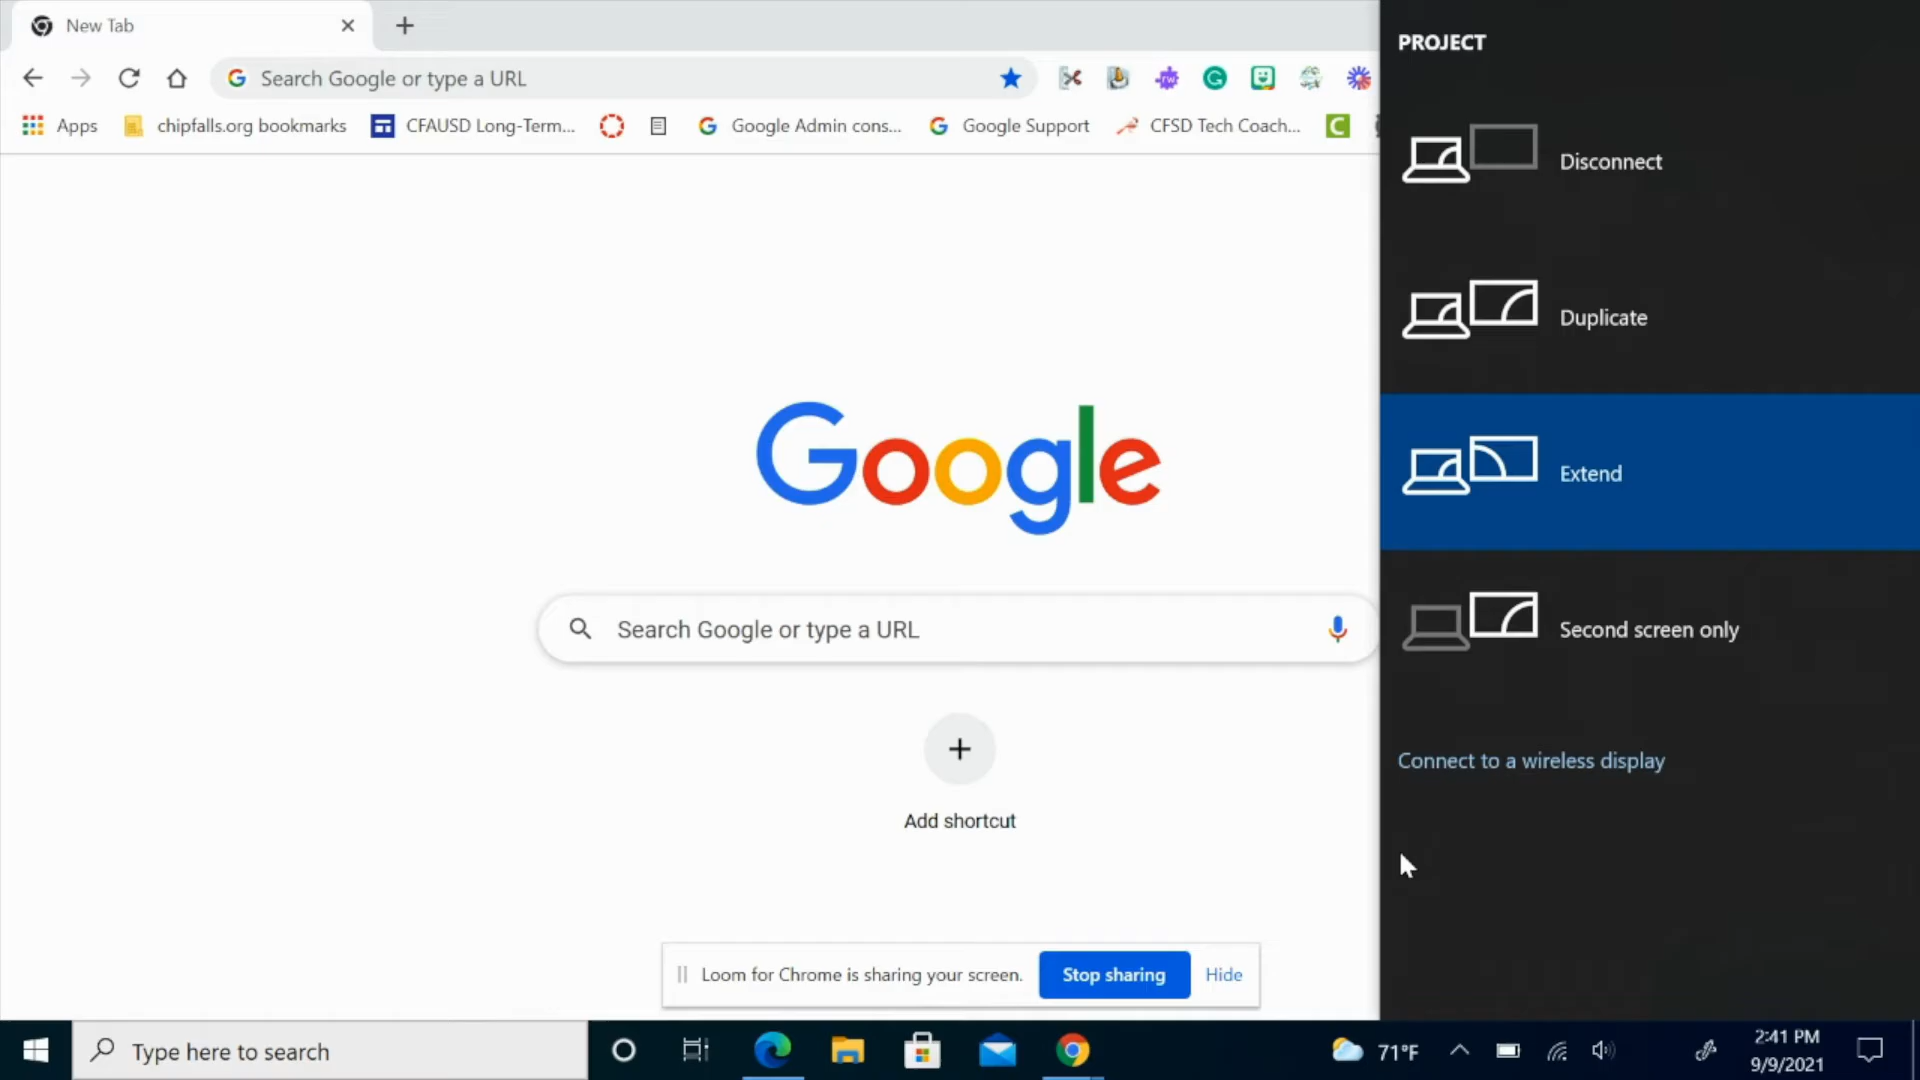 New Tab
Search Google or type a URL
Apps
chipfalls.org bookmarks
CFAUSD Long-Term...
Google Admin cons...
Google Support
CFSD Tech Coach...
Google
Search Google or type a URL
Add shortcut
Loom for Chrome is sharing your screen.
Stop sharing
Hide
PROJECT
Disconnect
Duplicate
Extend
Second screen only
Connect to a wireless display
Type here to search
71°F
2:41 PM
9/9/2021